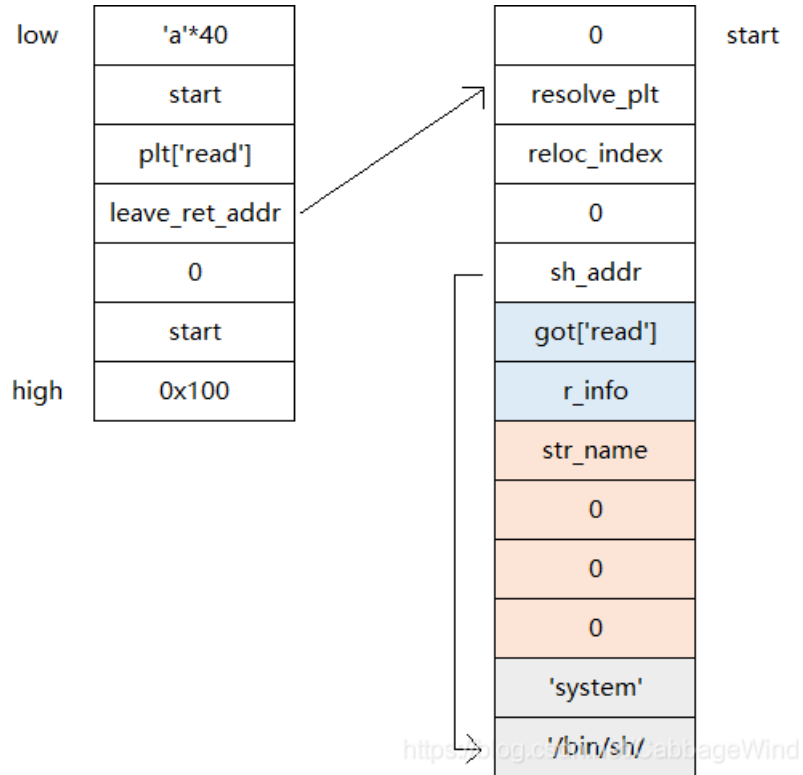 low
'a'*40
start
plt['read']
leave_ret_addr
0
start
high
0x100
0
start
resolve_plt
reloc_index
0
sh_addr
got['read']
r_info
str_name
0
0
0
'system'
'/bin/sh/